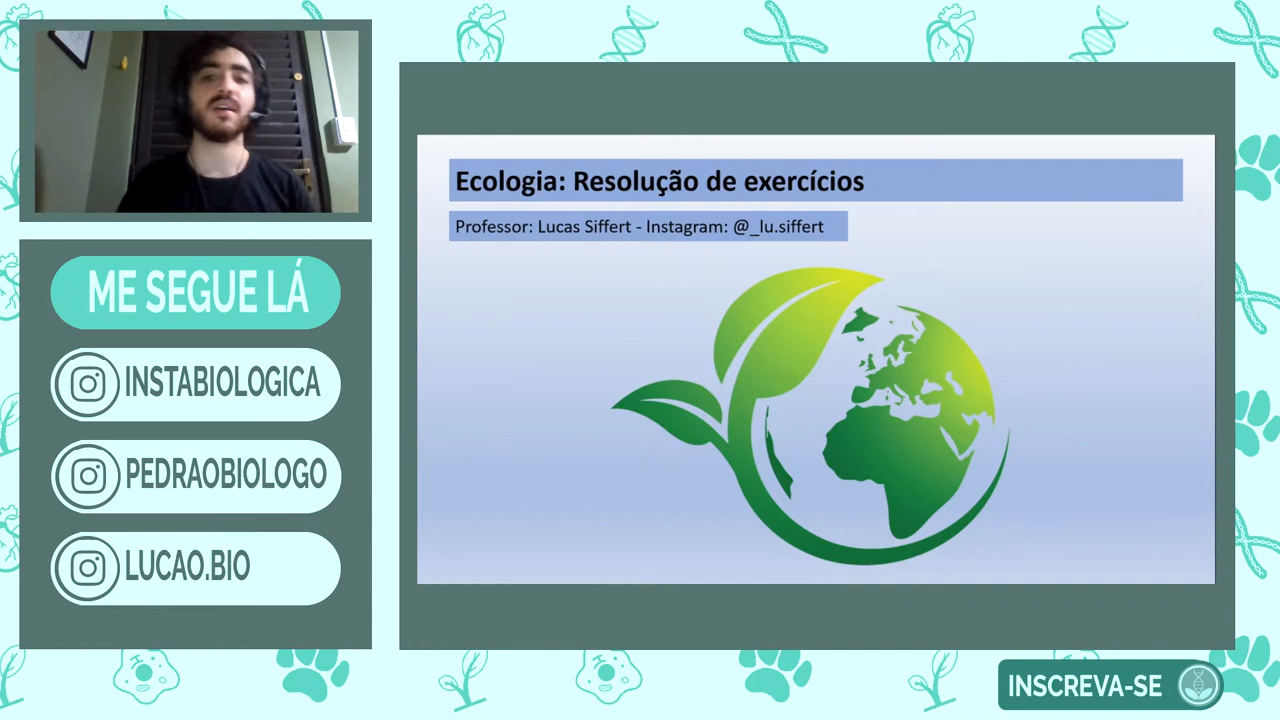 Ecologia: Resolução de exercícios
Professor: Lucas Siffert - Instagram: @_lu.siffert
ME SEGUE LÁ
INSTABIOLOGICA
PEDRAOBIOLOGO
LUCAO.BIO
INSCREVA-SE